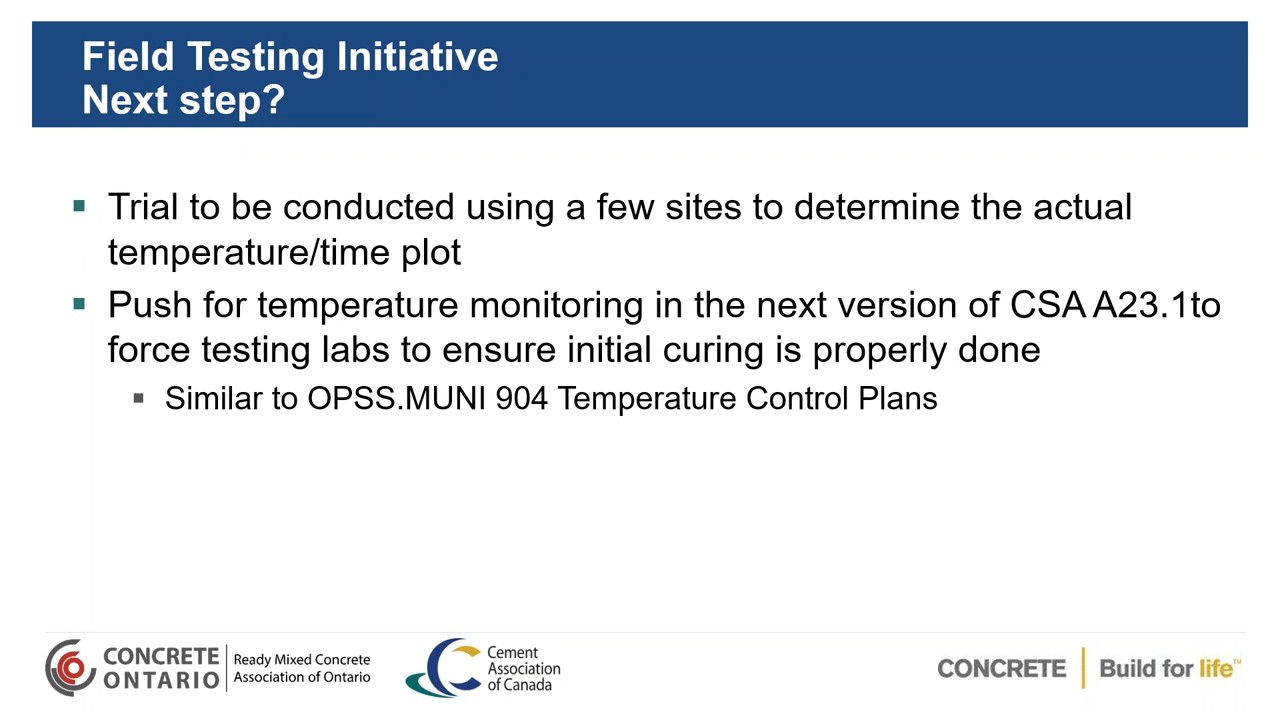 Field Testing Initiative
Next step?
▪ Trial to be conducted using a few sites to determine the actual
temperature/time plot
▪ Push for temperature monitoring in the next version of CSA A23.1to
force testing labs to ensure initial curing is properly done
▪ Similar to OPSS.MUNI 904 Temperature Control Plans
CONCRETE
ONTARIO
Ready Mixed Concrete
Association of Ontario
Cement
Association
of Canada
CONCRETE | Build for life™